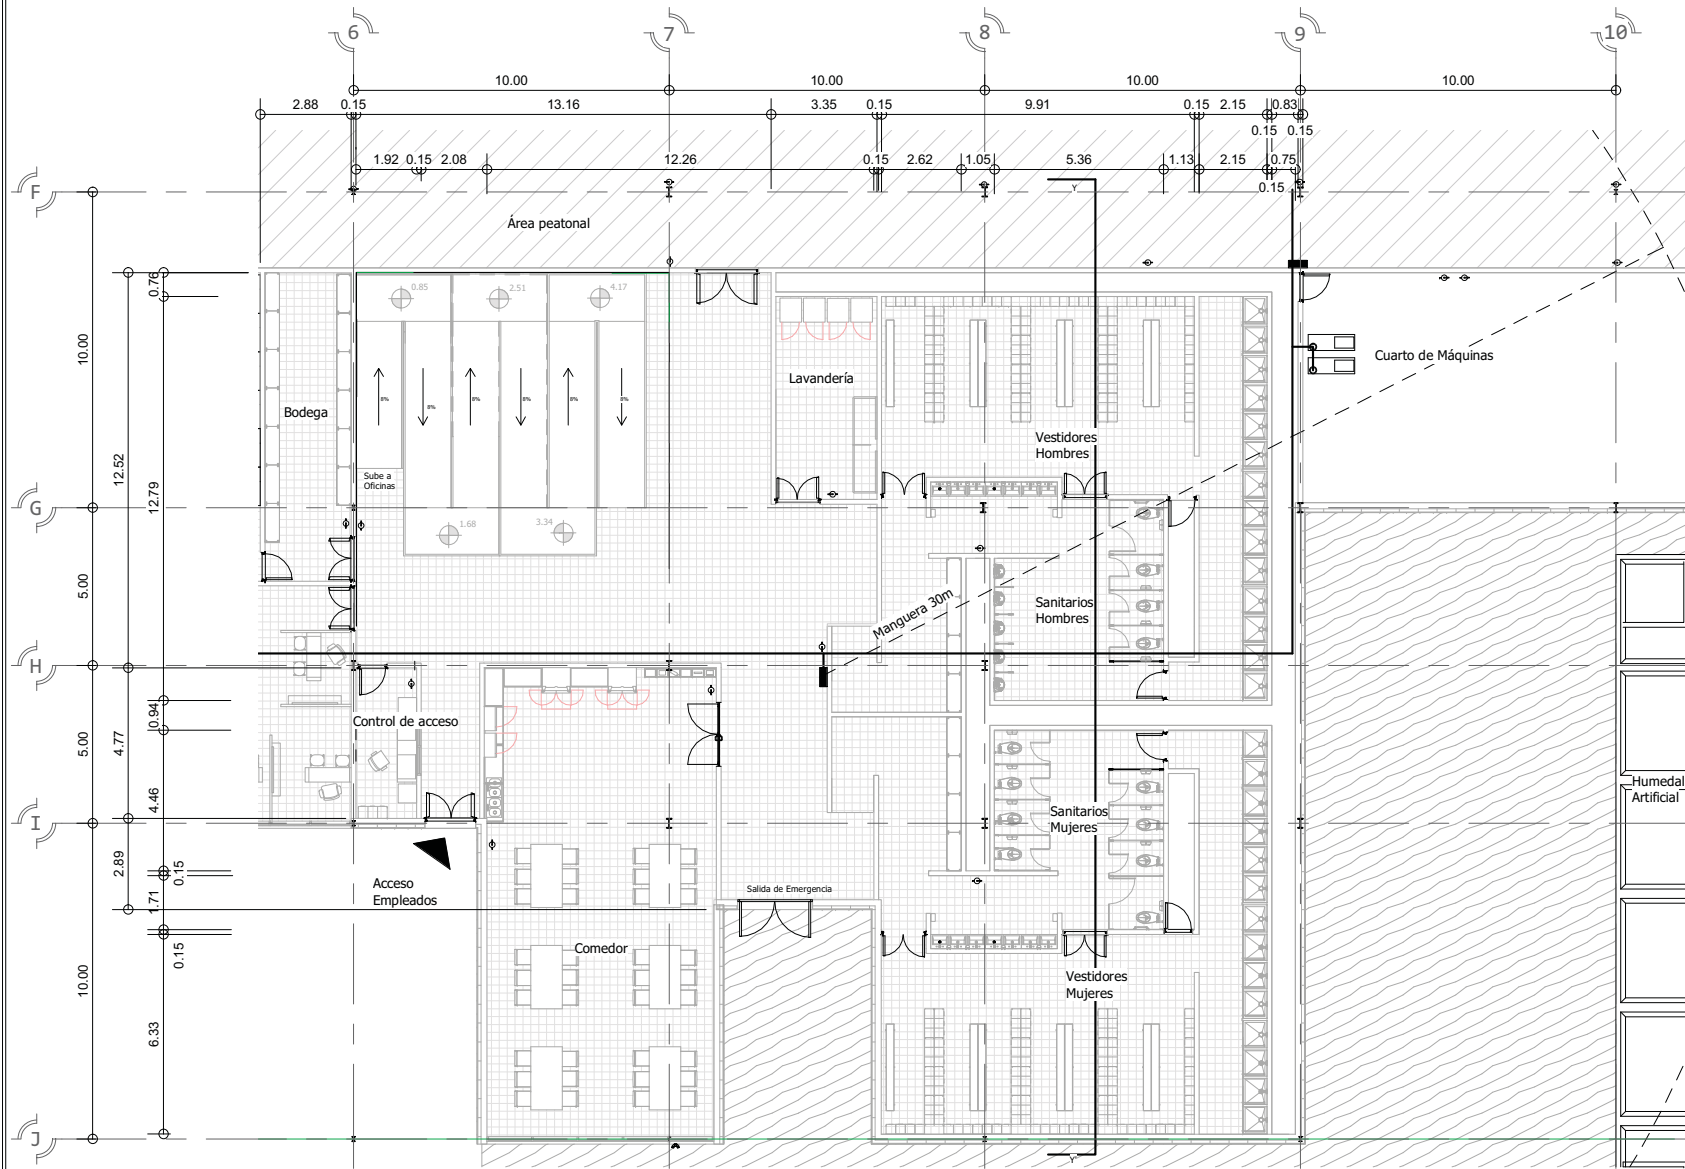 6
7
8
9
10
10.00
10.00
10.00
10.00
2.88
0.15
13.16
3.35
0.15
9.91
0.15
2.15
0.83
0.15
0.15
1.92
0.15
2.08
12.26
0.15
2.62
1.05
5.36
1.13
2.15
0.75
0.15
F
Y
Área peatonal
0.76
0.85
2.51
4.17
10.00
Cuarto de Máquinas
Lavandería
8%
8%
8%
8%
8%
8%
Bodega
Vestidores
Hombres
12.52
12.79
Sube a
Oficinas
G
1.68
3.34
5.00
Manguera 30m
Sanitarios
Hombres
H
0.94
Control de acceso
5.00
4.77
Humedal
Artificial
4.46
Sanitarios
Mujeres
I
2.89
0.15
Acceso
Empleados
Salida de Emergencia
1.71
0.15
Comedor
Vestidores
Mujeres
10.00
6.33
J
Y'